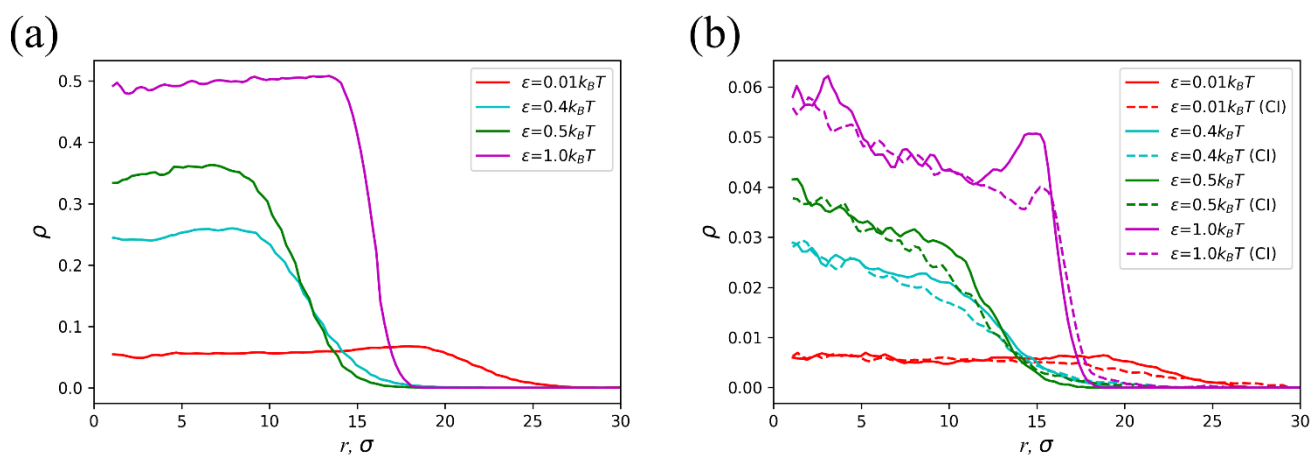 (a)
ε=0.01k_BT
ε=0.4k_BT
ε=0.5k_BT
ε=1.0k_BT
0.5
0.4
0.3
0.2
0.1
0.0
ρ
0 5 10 15 20 25 30
r, σ
(b)
ε=0.01k_BT
ε=0.01k_BT (CI)
ε=0.4k_BT
ε=0.4k_BT (CI)
ε=0.5k_BT
ε=0.5k_BT (CI)
ε=1.0k_BT
ε=1.0k_BT (CI)
0.06
0.05
0.04
0.03
0.02
0.01
0.00
ρ
0 5 10 15 20 25 30
r, σ